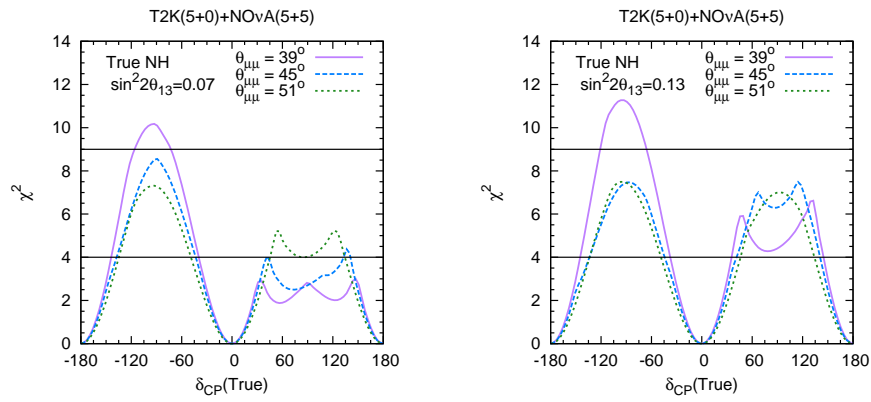 T2K(5+0)+NOνA(5+5)
True NH
sin²2θ₁₃=0.07
θμμ = 39°
θμμ = 45°
θμμ = 51°
14
12
10
8
6
4
2
0
χ²
-180
-120
-60
0
60
120
180
δCP(True)
T2K(5+0)+NOνA(5+5)
True NH
sin²2θ₁₃=0.13
θμμ = 39°
θμμ = 45°
θμμ = 51°
14
12
10
8
6
4
2
0
χ²
-180
-120
-60
0
60
120
180
δCP(True)